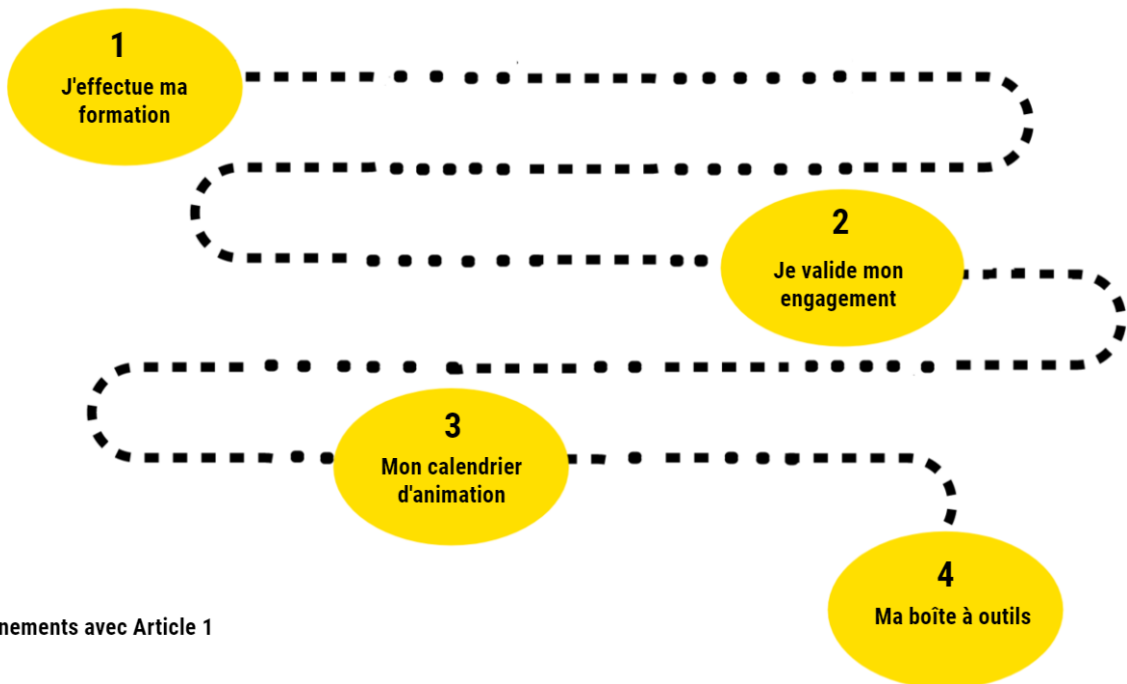 1
J'effectue ma
formation
2
Je valide mon
engagement
3
Mon calendrier
d'animation
4
Ma boîte à outils
nements avec Article 1